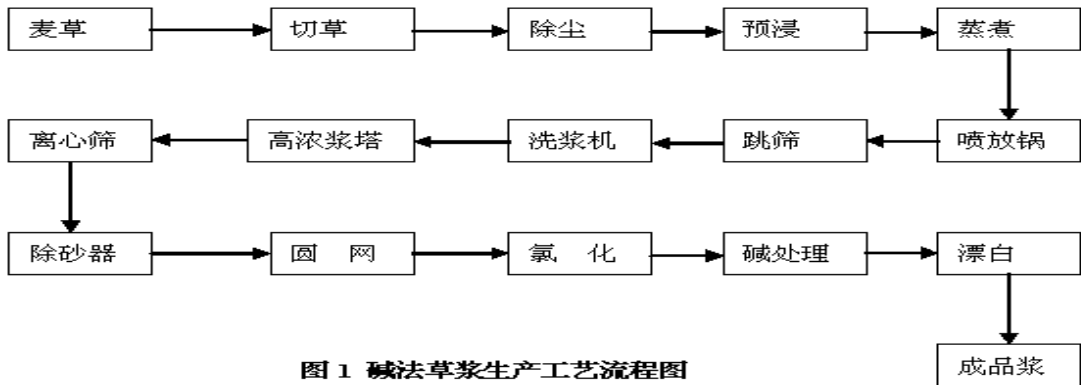 麦草 切草 除尘 预浸 蒸煮
离心筛 高浓浆塔 洗浆机 跳筛 喷放锅
除砂器 圆 网 氯 化 碱处理 漂白
成品浆
图 1 碱法草浆生产工艺流程图